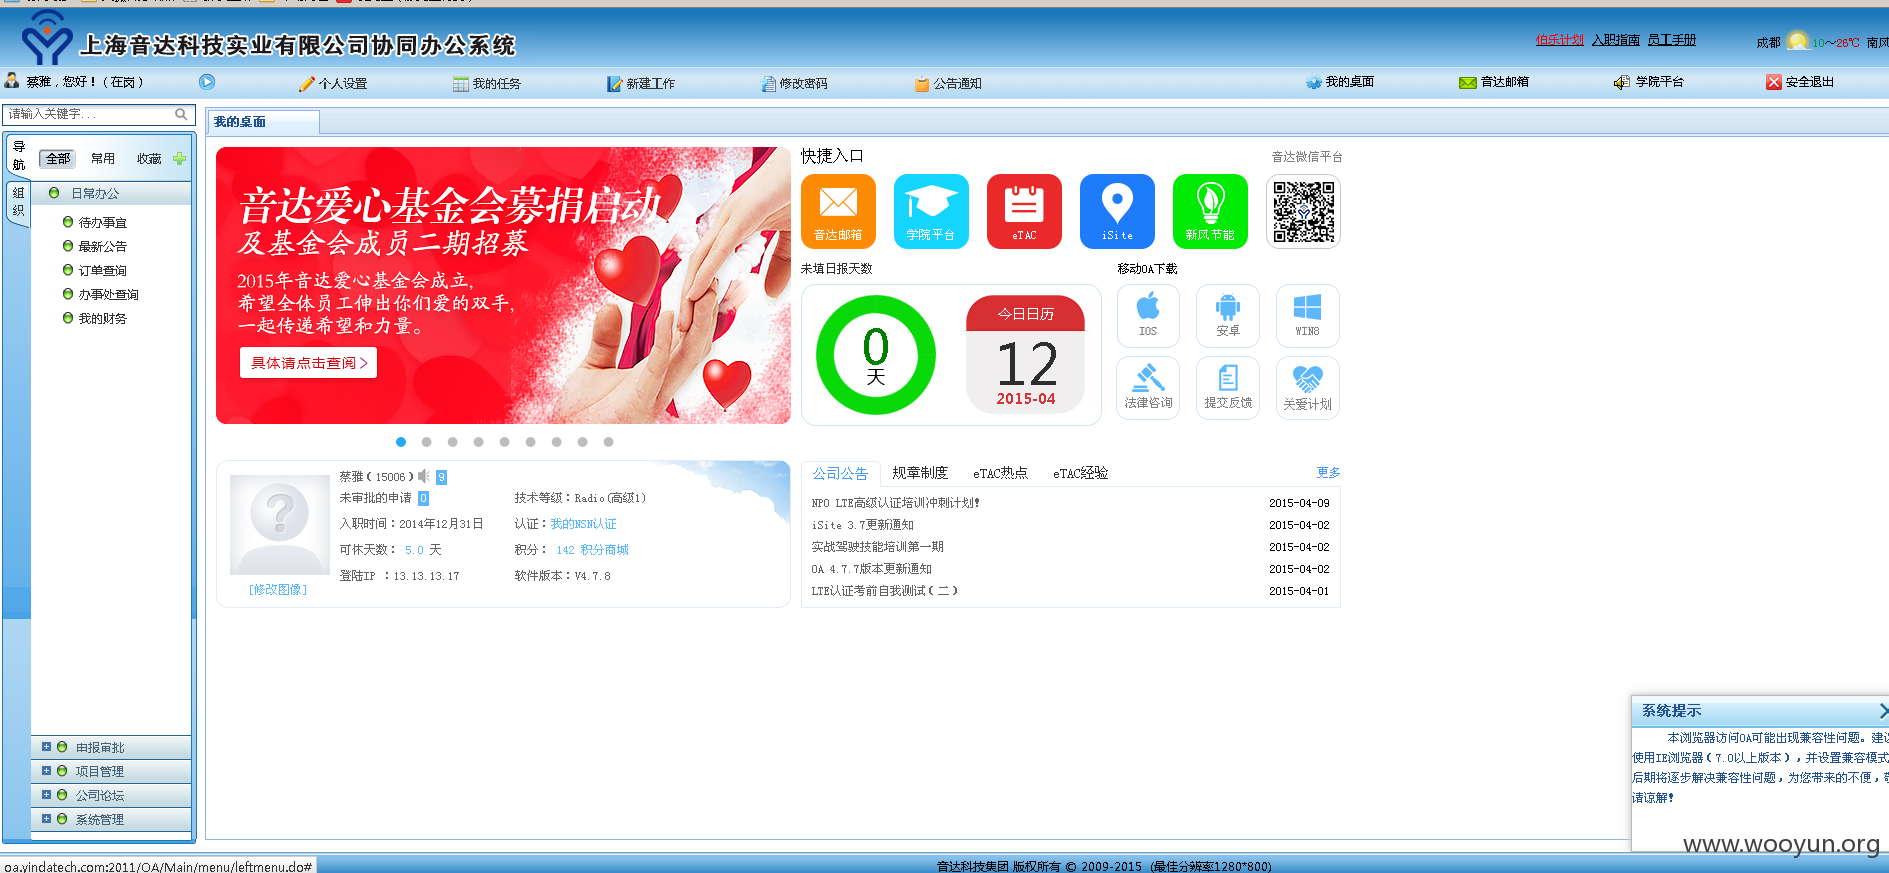 上海音达科技实业有限公司协同办公系统
伯乐计划 入职指南 员工手册
成都 10～26℃ 南风
蔡雅，您好！（在岗）
个人设置 我的任务 新建工作 修改密码 公告通知
我的桌面 音达邮箱 学院平台 安全退出
请输入关键字...
我的桌面
导航
全部 常用 收藏
组织
日常办公
待办事宜
最新公告
订单查询
办事处查询
我的财务
申报审批
项目管理
公司论坛
系统管理
音达爱心基金会募捐启动
及基金会成员二期招募
2015年音达爱心基金会成立,
希望全体员工伸出你们爱的双手,
一起传递希望和力量。
具体请点击查阅>
快捷入口
音达微信平台
音达邮箱 学院平台 eTAC iSite 新风节能
未填日报天数
移动OA下载
0
天
今日日历
12
2015-04
IOS 安卓 WIN8
法律咨询 提交反馈 关爱计划
蔡雅（15006） 9
未审批的申请 0 技术等级：Radio(高级1)
入职时间：2014年12月31日 认证：我的NSN认证
可休天数： 5.0 天 积分： 142 积分商城
登陆IP ：13.13.13.17 软件版本：V4.7.8
[修改图像]
公司公告 规章制度 eTAC热点 eTAC经验 更多
NPO LTE高级认证培训冲刺计划! 2015-04-09
iSite 3.7更新通知 2015-04-02
实战驾驶技能培训第一期 2015-04-02
OA 4.7.7版本更新通知 2015-04-02
LTE认证考前自我测试（二） 2015-04-01
系统提示
本浏览器访问OA可能出现兼容性问题。建议
使用IE浏览器（7.0以上版本），并设置兼容模式
后期将逐步解决兼容性问题，为您带来的不便，敬
请谅解!
www.wooyun.org
oa.yindatech.com:2011/OA/Main/menu/leftmenu.do#
音达科技集团 版权所有 © 2009-2015 (最佳分辨率1280*800)